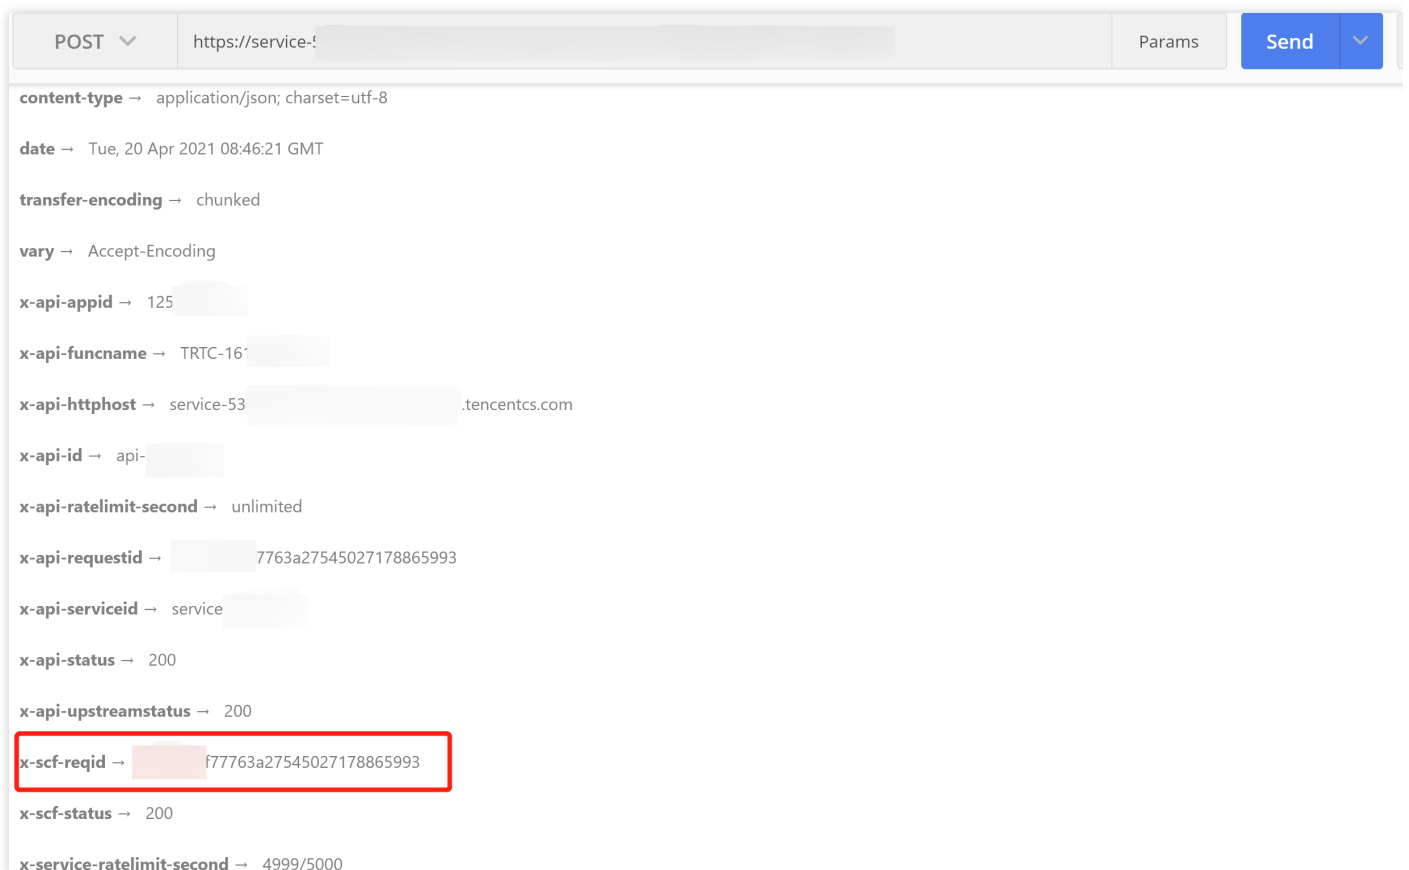 POST https://service-5 Params Send
content-type → application/json; charset=utf-8
date → Tue, 20 Apr 2021 08:46:21 GMT
transfer-encoding → chunked
vary → Accept-Encoding
x-api-appid → 125
x-api-funcname → TRTC-161
x-api-httphost → service-53 .tencentcs.com
x-api-id → api-
x-api-ratelimit-second → unlimited
x-api-requestid → 7763a27545027178865993
x-api-serviceid → service
x-api-status → 200
x-api-upstreamstatus → 200
x-scf-reqid → f77763a27545027178865993
x-scf-status → 200
x-service-ratelimit-second → 4999/5000